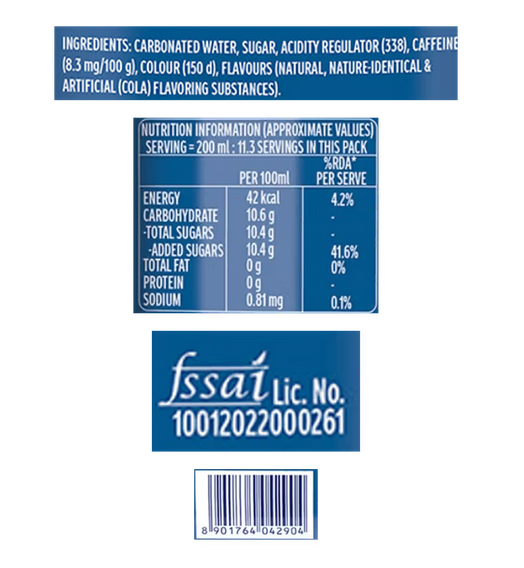 INGREDIENTS: CARBONATED WATER, SUGAR, ACIDITY REGULATOR (338), CAFFEINE
(8.3 mg/100 g), COLOUR (150 d), FLAVOURS (NATURAL, NATURE-IDENTICAL &
ARTIFICIAL (COLA) FLAVORING SUBSTANCES).
NUTRITION INFORMATION (APPROXIMATE VALUES)
SERVING = 200 ml : 11.3 SERVINGS IN THIS PACK
%RDA*
PER 100ml PER SERVE
ENERGY 42 kcal 4.2%
CARBOHYDRATE 10.6 g -
-TOTAL SUGARS 10.4 g -
-ADDED SUGARS 10.4 g 41.6%
TOTAL FAT 0 g 0%
PROTEIN 0 g -
SODIUM 0.81 mg 0.1%
fssai Lic. No.
10012022000261
8 901764 042904